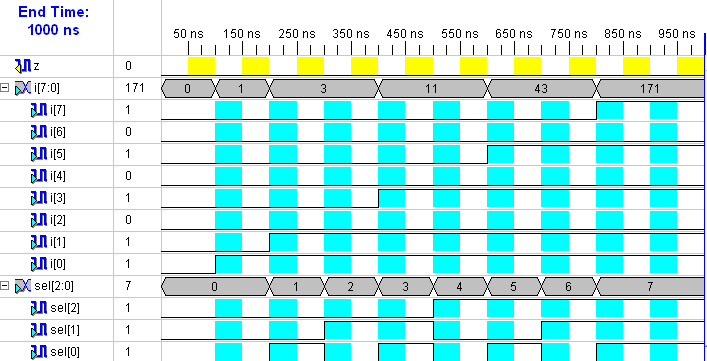 End Time:
1000 ns
50 ns 150 ns 250 ns 350 ns 450 ns 550 ns 650 ns 750 ns 850 ns 950 ns
z 0
i[7:0] 171 0 1 3 11 43 171
i[7] 1
i[6] 0
i[5] 1
i[4] 0
i[3] 1
i[2] 0
i[1] 1
i[0] 1
sel[2:0] 7 0 1 2 3 4 5 6 7
sel[2] 1
sel[1] 1
sel[0] 1